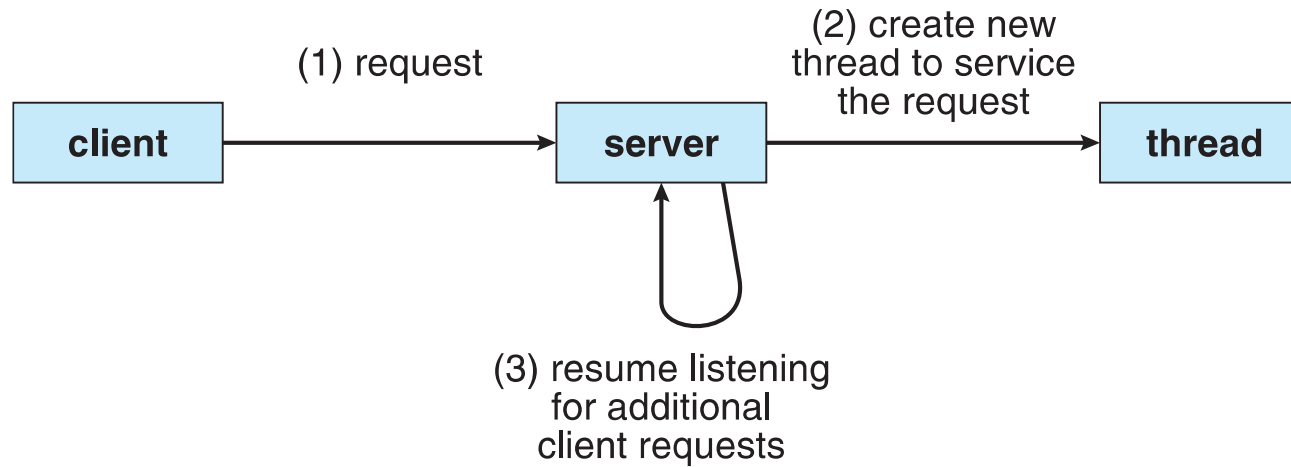 (1) request
(2) create new
thread to service
the request
client
server
thread
(3) resume listening
for additional
client requests